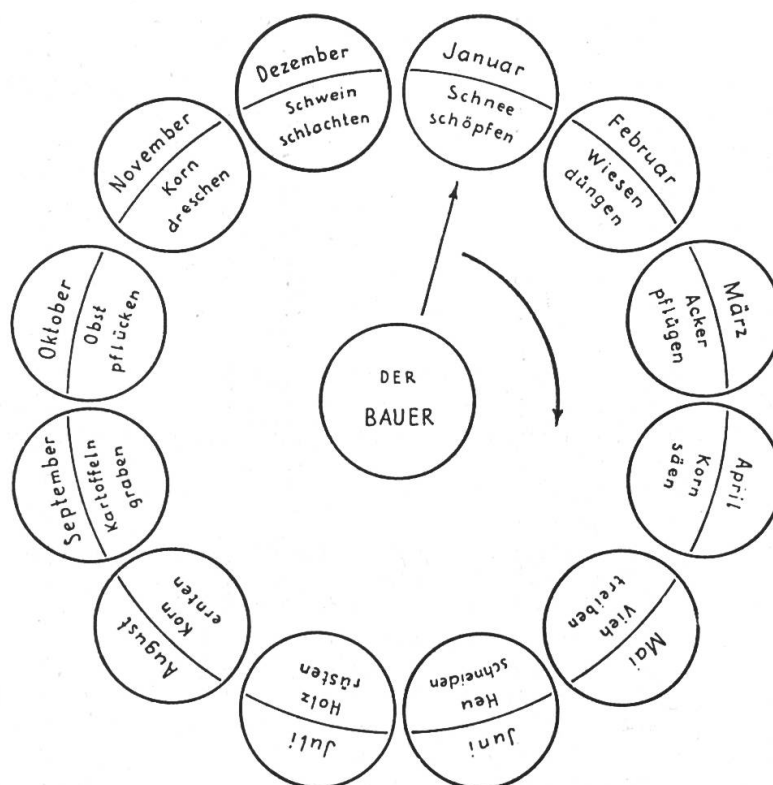 Januar
Schnee
schöpfen
Februar
Wiesen
düngen
März
Acker
pflügen
April
Korn
säen
Mai
Vieh
treiben
Juni
Heu
schneiden
Juli
Holz
rüsten
August
Korn
ernten
September
Kartoffeln
graben
Oktober
Obst
pflücken
November
Korn
dreschen
Dezember
Schwein
schlachten
DER
BAUER